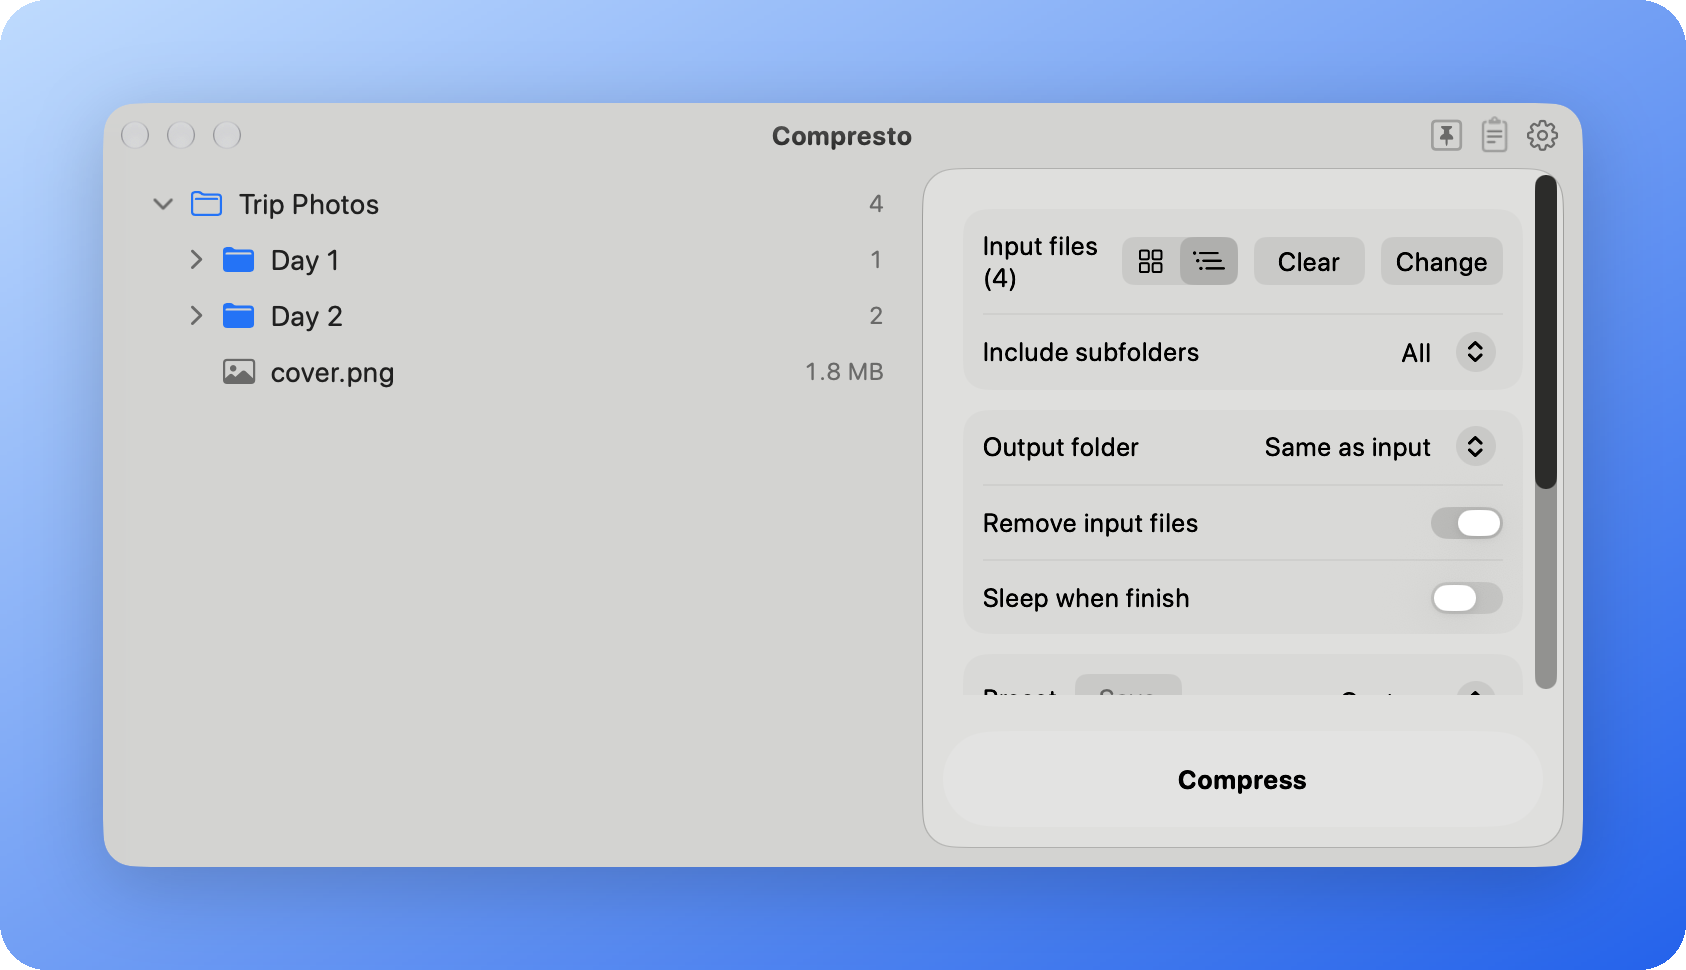 Compresto
Trip Photos 4
Day 1 1
Day 2 2
cover.png 1.8 MB
Input files
(4)
Clear
Change
Include subfolders All
Output folder Same as input
Remove input files
Sleep when finish
Compress